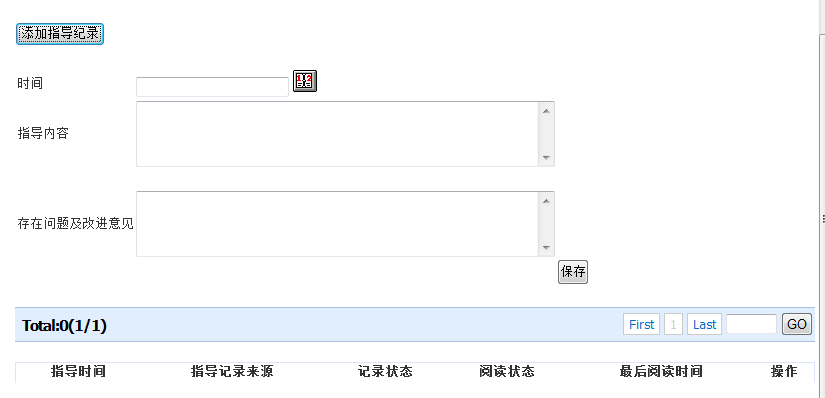 添加指导纪录
时间
指导内容
存在问题及改进意见
保存
Total:0(1/1) First 1 Last GO
指导时间 指导记录来源 记录状态 阅读状态 最后阅读时间 操作